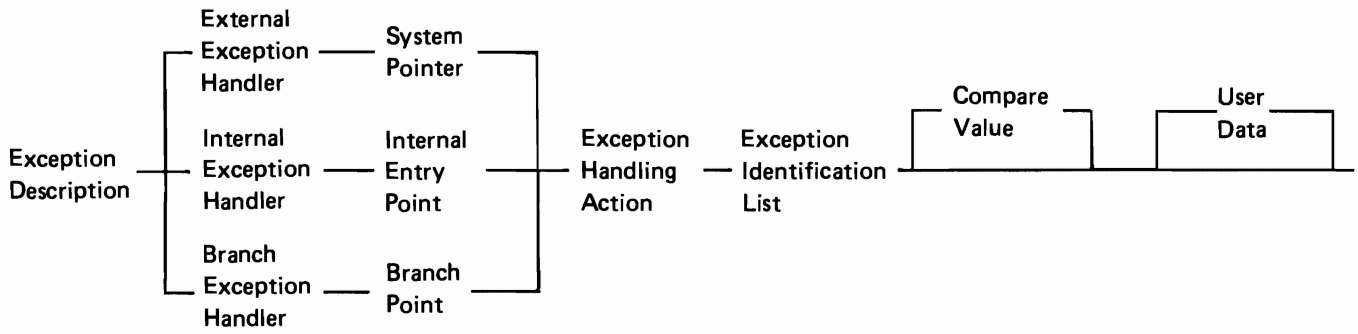 Exception
Description
External
Exception
Handler
System
Pointer
Internal
Exception
Handler
Internal
Entry
Point
Branch
Exception
Handler
Branch
Point
Exception
Handling
Action
Exception
Identification
List
Compare
Value
User
Data